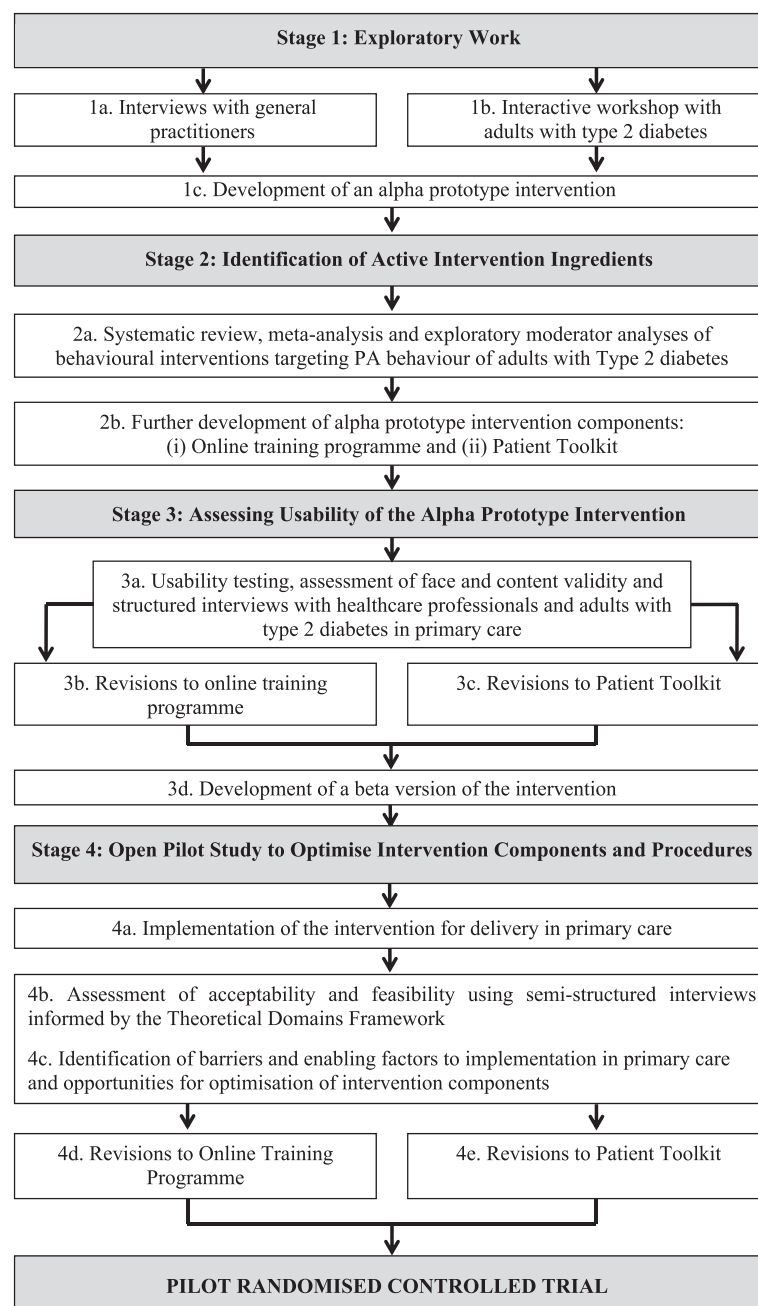 Stage 1: Exploratory Work
1a. Interviews with general
practitioners
1b. Interactive workshop with
adults with type 2 diabetes
1c. Development of an alpha prototype intervention
Stage 2: Identification of Active Intervention Ingredients
2a. Systematic review, meta-analysis and exploratory moderator analyses of
behavioural interventions targeting PA behaviour of adults with Type 2 diabetes
2b. Further development of alpha prototype intervention components:
(i) Online training programme and (ii) Patient Toolkit
Stage 3: Assessing Usability of the Alpha Prototype Intervention
3a. Usability testing, assessment of face and content validity and
structured interviews with healthcare professionals and adults with
type 2 diabetes in primary care
3b. Revisions to online training
programme
3c. Revisions to Patient Toolkit
3d. Development of a beta version of the intervention
Stage 4: Open Pilot Study to Optimise Intervention Components and Procedures
4a. Implementation of the intervention for delivery in primary care
4b. Assessment of acceptability and feasibility using semi-structured interviews
informed by the Theoretical Domains Framework
4c. Identification of barriers and enabling factors to implementation in primary care
and opportunities for optimisation of intervention components
4d. Revisions to Online Training
Programme
4e. Revisions to Patient Toolkit
PILOT RANDOMISED CONTROLLED TRIAL